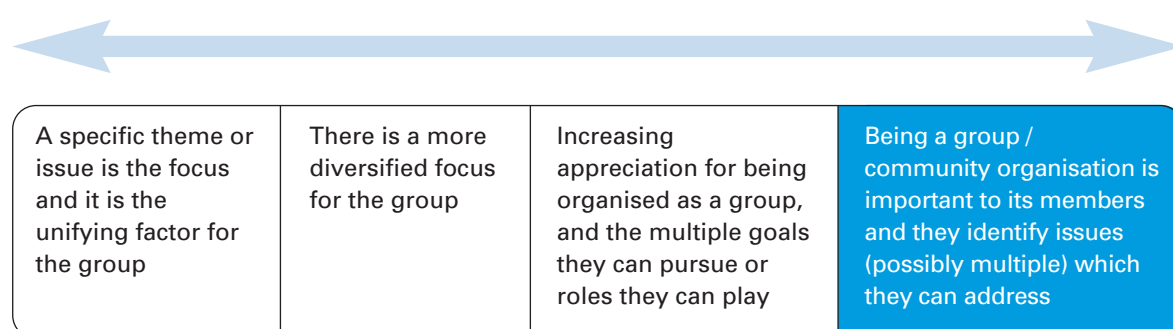 A specific theme or
issue is the focus
and it is the
unifying factor for
the group
There is a more
diversified focus
for the group
Increasing
appreciation for being
organised as a group,
and the multiple goals
they can pursue or
roles they can play
Being a group /
community organisation is
important to its members
and they identify issues
(possibly multiple) which
they can address